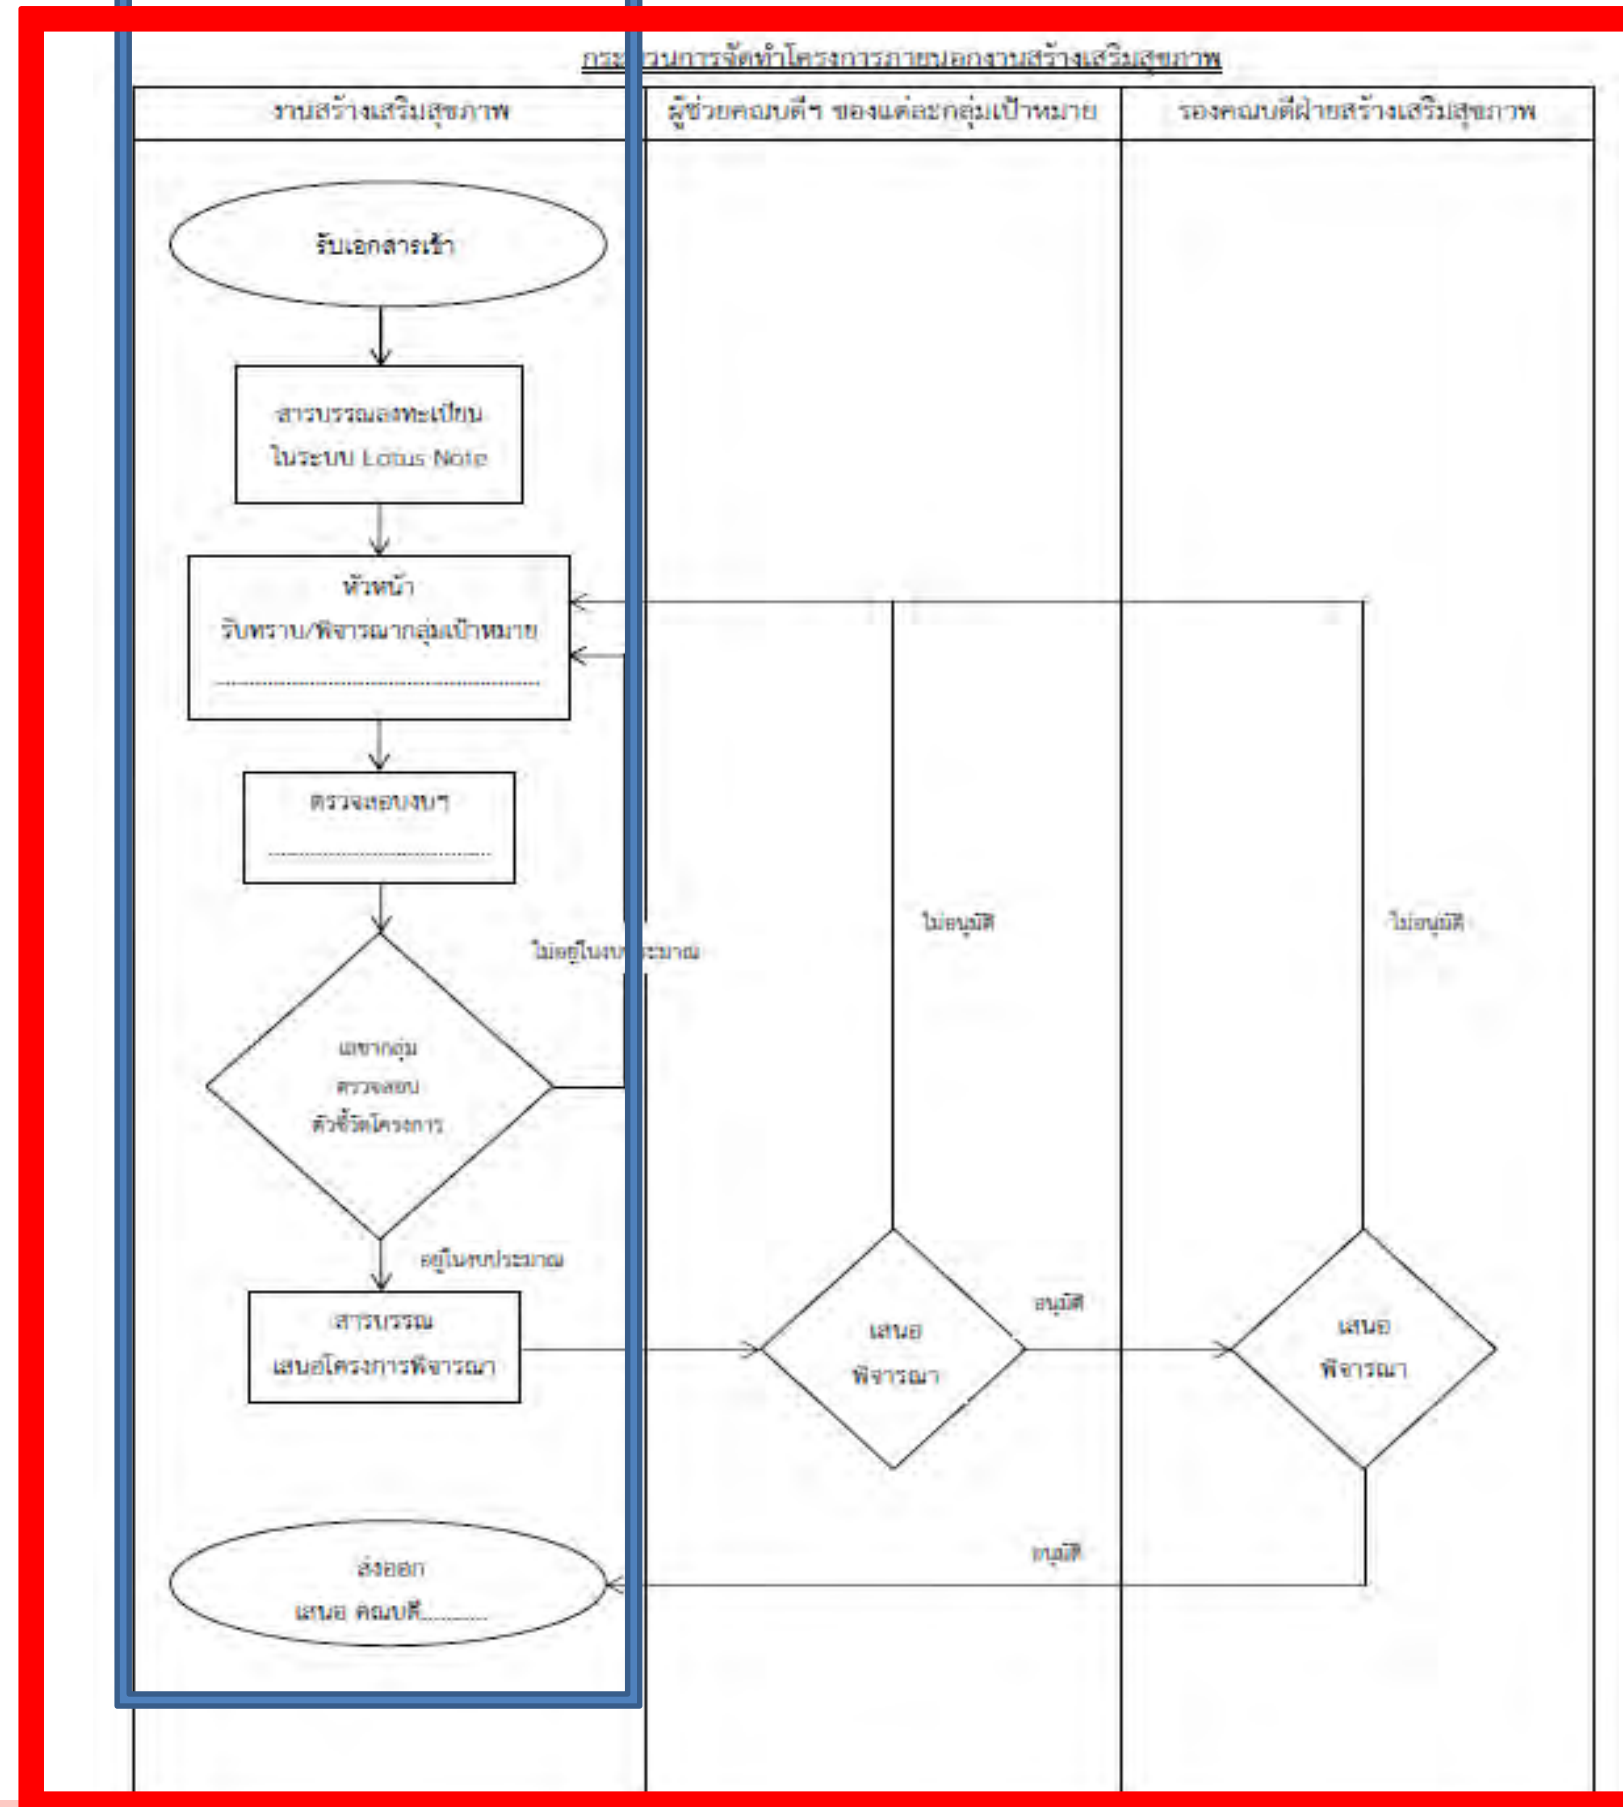 กระบวนการจัดทำโครงการภายนอกงานสร้างเสริมสุขภาพ
งานสร้างเสริมสุขภาพ
ผู้ช่วยคณบดีฯ ของแต่ละกลุ่มเป้าหมาย
รองคณบดีฝ่ายสร้างเสริมสุขภาพ
รับเอกสารเข้า
สารบรรณลงทะเบียน
ในระบบ Lotus Note
หัวหน้า
รับทราบ/พิจารณากลุ่มเป้าหมาย
ตรวจสอบงบฯ
ไม่อยู่ในงบประมาณ
ไม่อนุมัติ
ไม่อนุมัติ
เลขากลุ่ม
ตรวจสอบ
ตัวชี้วัดโครงการ
อยู่ในงบประมาณ
สารบรรณ
เสนอโครงการพิจารณา
เสนอ
พิจารณา
อนุมัติ
เสนอ
พิจารณา
อนุมัติ
ส่งออก
เสนอ คณบดี............